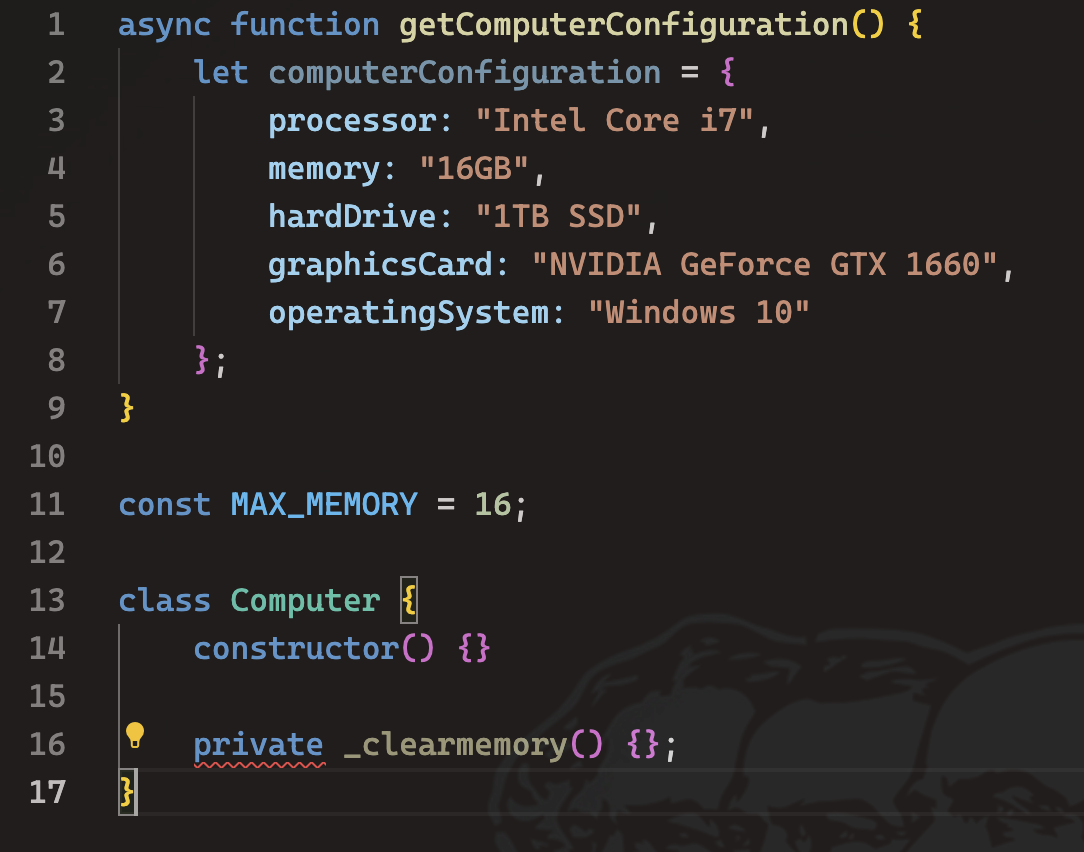 1 async function getComputerConfiguration() {
2     let computerConfiguration = {
3         processor: "Intel Core i7",
4         memory: "16GB",
5         hardDrive: "1TB SSD",
6         graphicsCard: "NVIDIA GeForce GTX 1660",
7         operatingSystem: "Windows 10"
8     };
9 }
10
11 const MAX_MEMORY = 16;
12
13 class Computer {
14     constructor() {}
15
16     private _clearmemory() {};
17 }